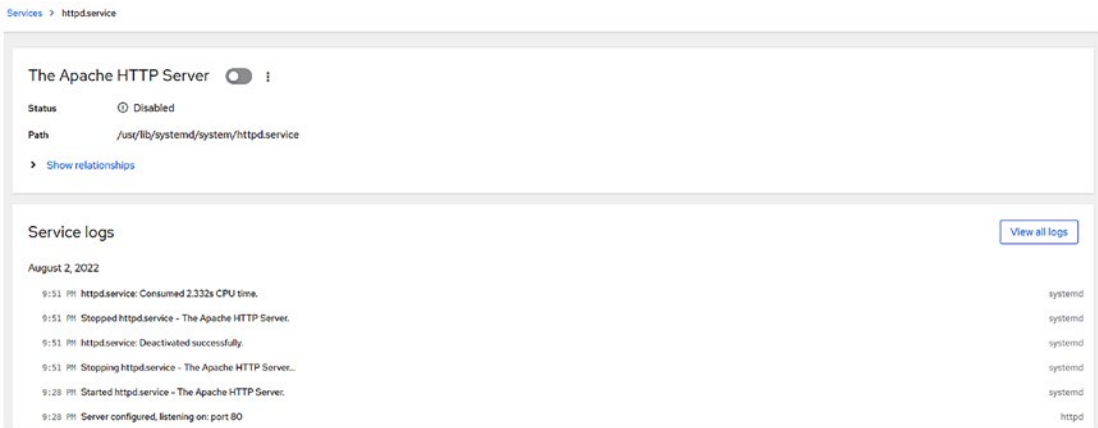 Services > httpd.service
The Apache HTTP Server
Status Disabled
Path /usr/lib/systemd/system/httpd.service
> Show relationships
Service logs View all logs
August 2, 2022
9:51 PM httpd.service: Consumed 2.332s CPU time. systemd
9:51 PM Stopped httpd.service - The Apache HTTP Server. systemd
9:51 PM httpd.service: Deactivated successfully. systemd
9:51 PM Stopping httpd.service - The Apache HTTP Server... systemd
9:28 PM Started httpd.service - The Apache HTTP Server. systemd
9:28 PM Server configured, listening on: port 80 httpd